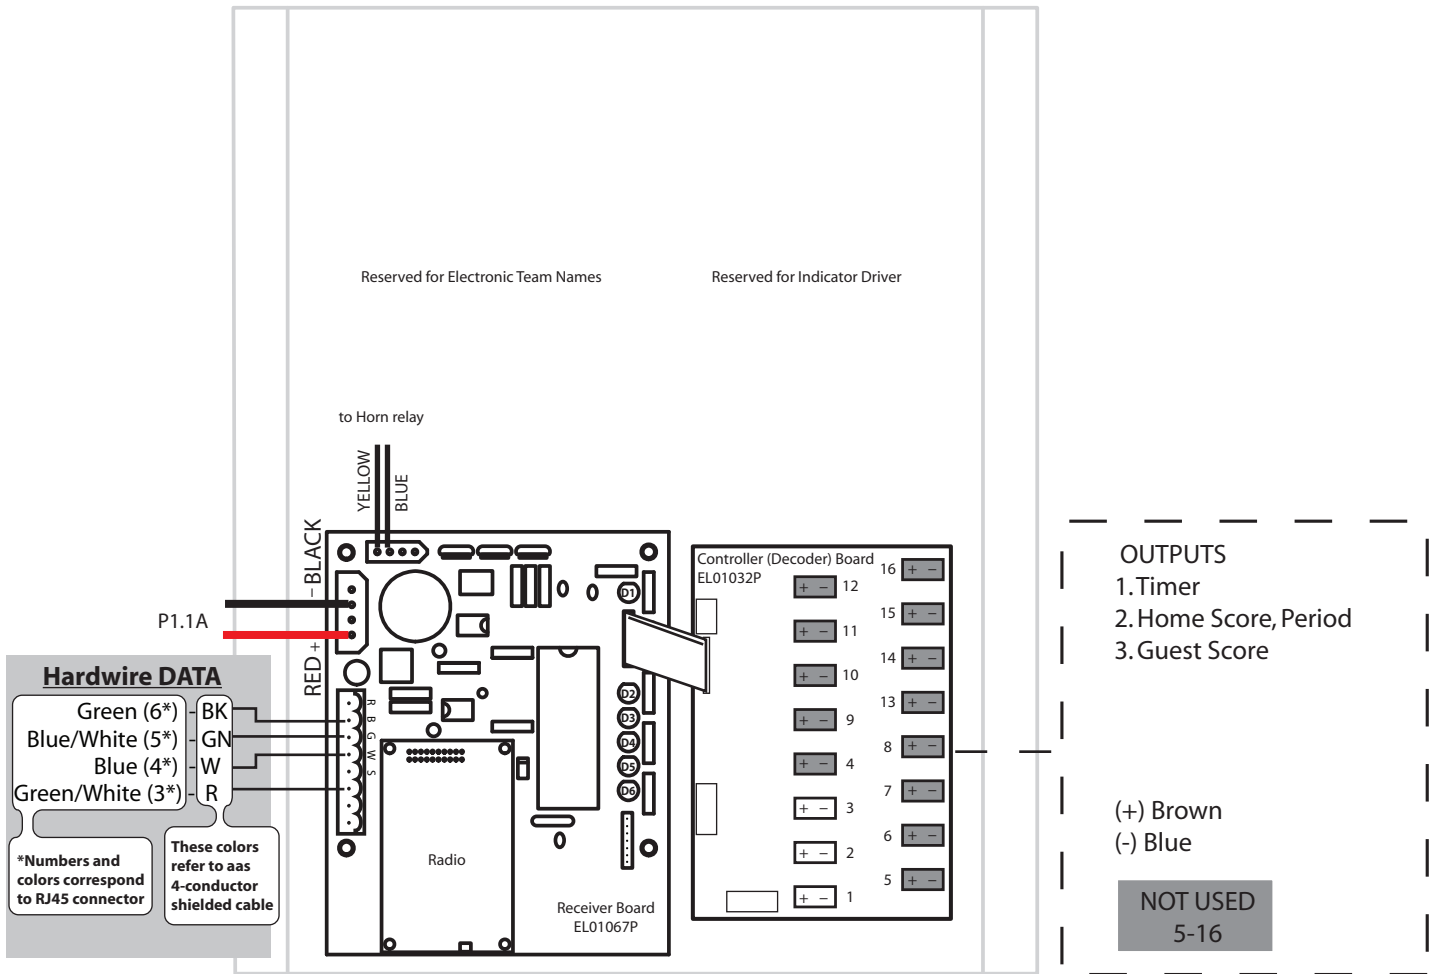 Reserved for Electronic Team Names
Reserved for Indicator Driver
to Horn relay
YELLOW
BLUE
– BLACK
RED +
P1.1A
Hardwire DATA
Green (6*) - BK
Blue/White (5*) - GN
Blue (4*) - W
Green/White (3*) - R
*Numbers and
colors correspond
to RJ45 connector
These colors
refer to aas
4-conductor
shielded cable
R
B
G
W
S
D1
D2
D3
D4
D5
D6
Radio
Receiver Board
EL01067P
Controller (Decoder) Board
EL01032P
16 + −
+ − 12
15 + −
+ − 11
14 + −
+ − 10
13 + −
+ − 9
8 + −
+ − 4
7 + −
+ − 3
6 + −
+ − 2
5 + −
+ − 1
OUTPUTS
1.Timer
2.Home Score, Period
3.Guest Score
(+) Brown
(-) Blue
NOT USED
5-16